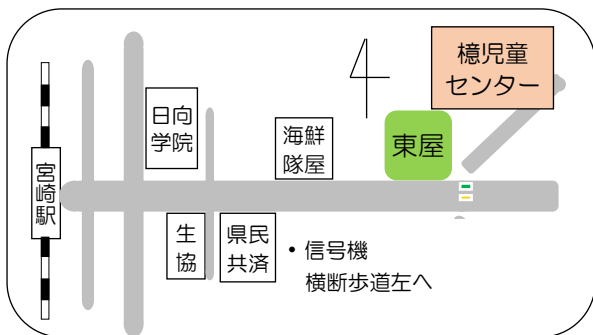 檍児童
センター
日向
学院
海鮮
隊屋
東屋
宮崎駅
生
協
県民
共済
・信号機
横断歩道左へ